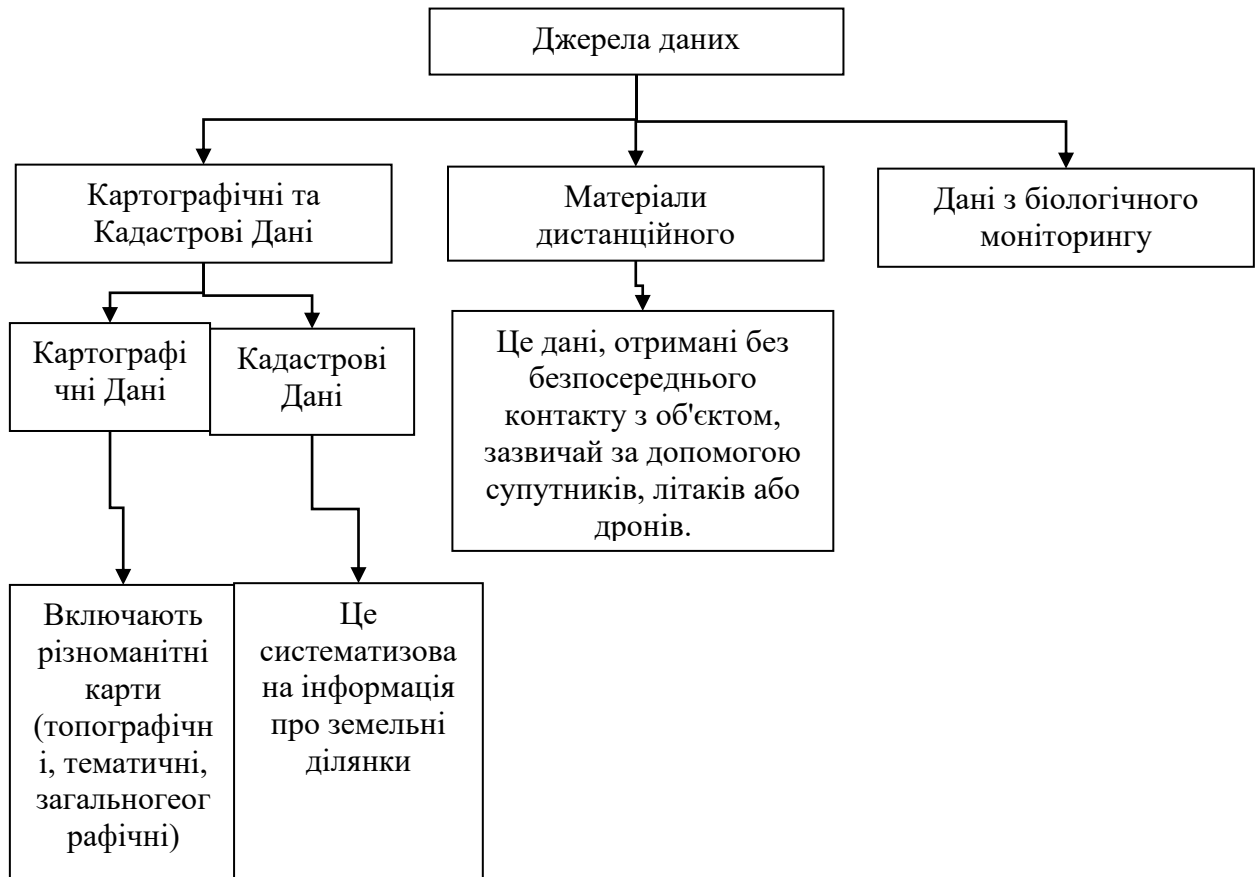 Джерела даних
Картографічні та
Кадастрові Дані
Матеріали
дистанційного
Дані з біологічного
моніторингу
Картографі
чні Дані
Кадастрові
Дані
Це дані, отримані без
безпосереднього
контакту з об'єктом,
зазвичай за допомогою
супутників, літаків або
дронів.
Включають
різноманітні
карти
(топографічн
і, тематичні,
загальногеог
рафічні)
Це
систематизова
на інформація
про земельні
ділянки